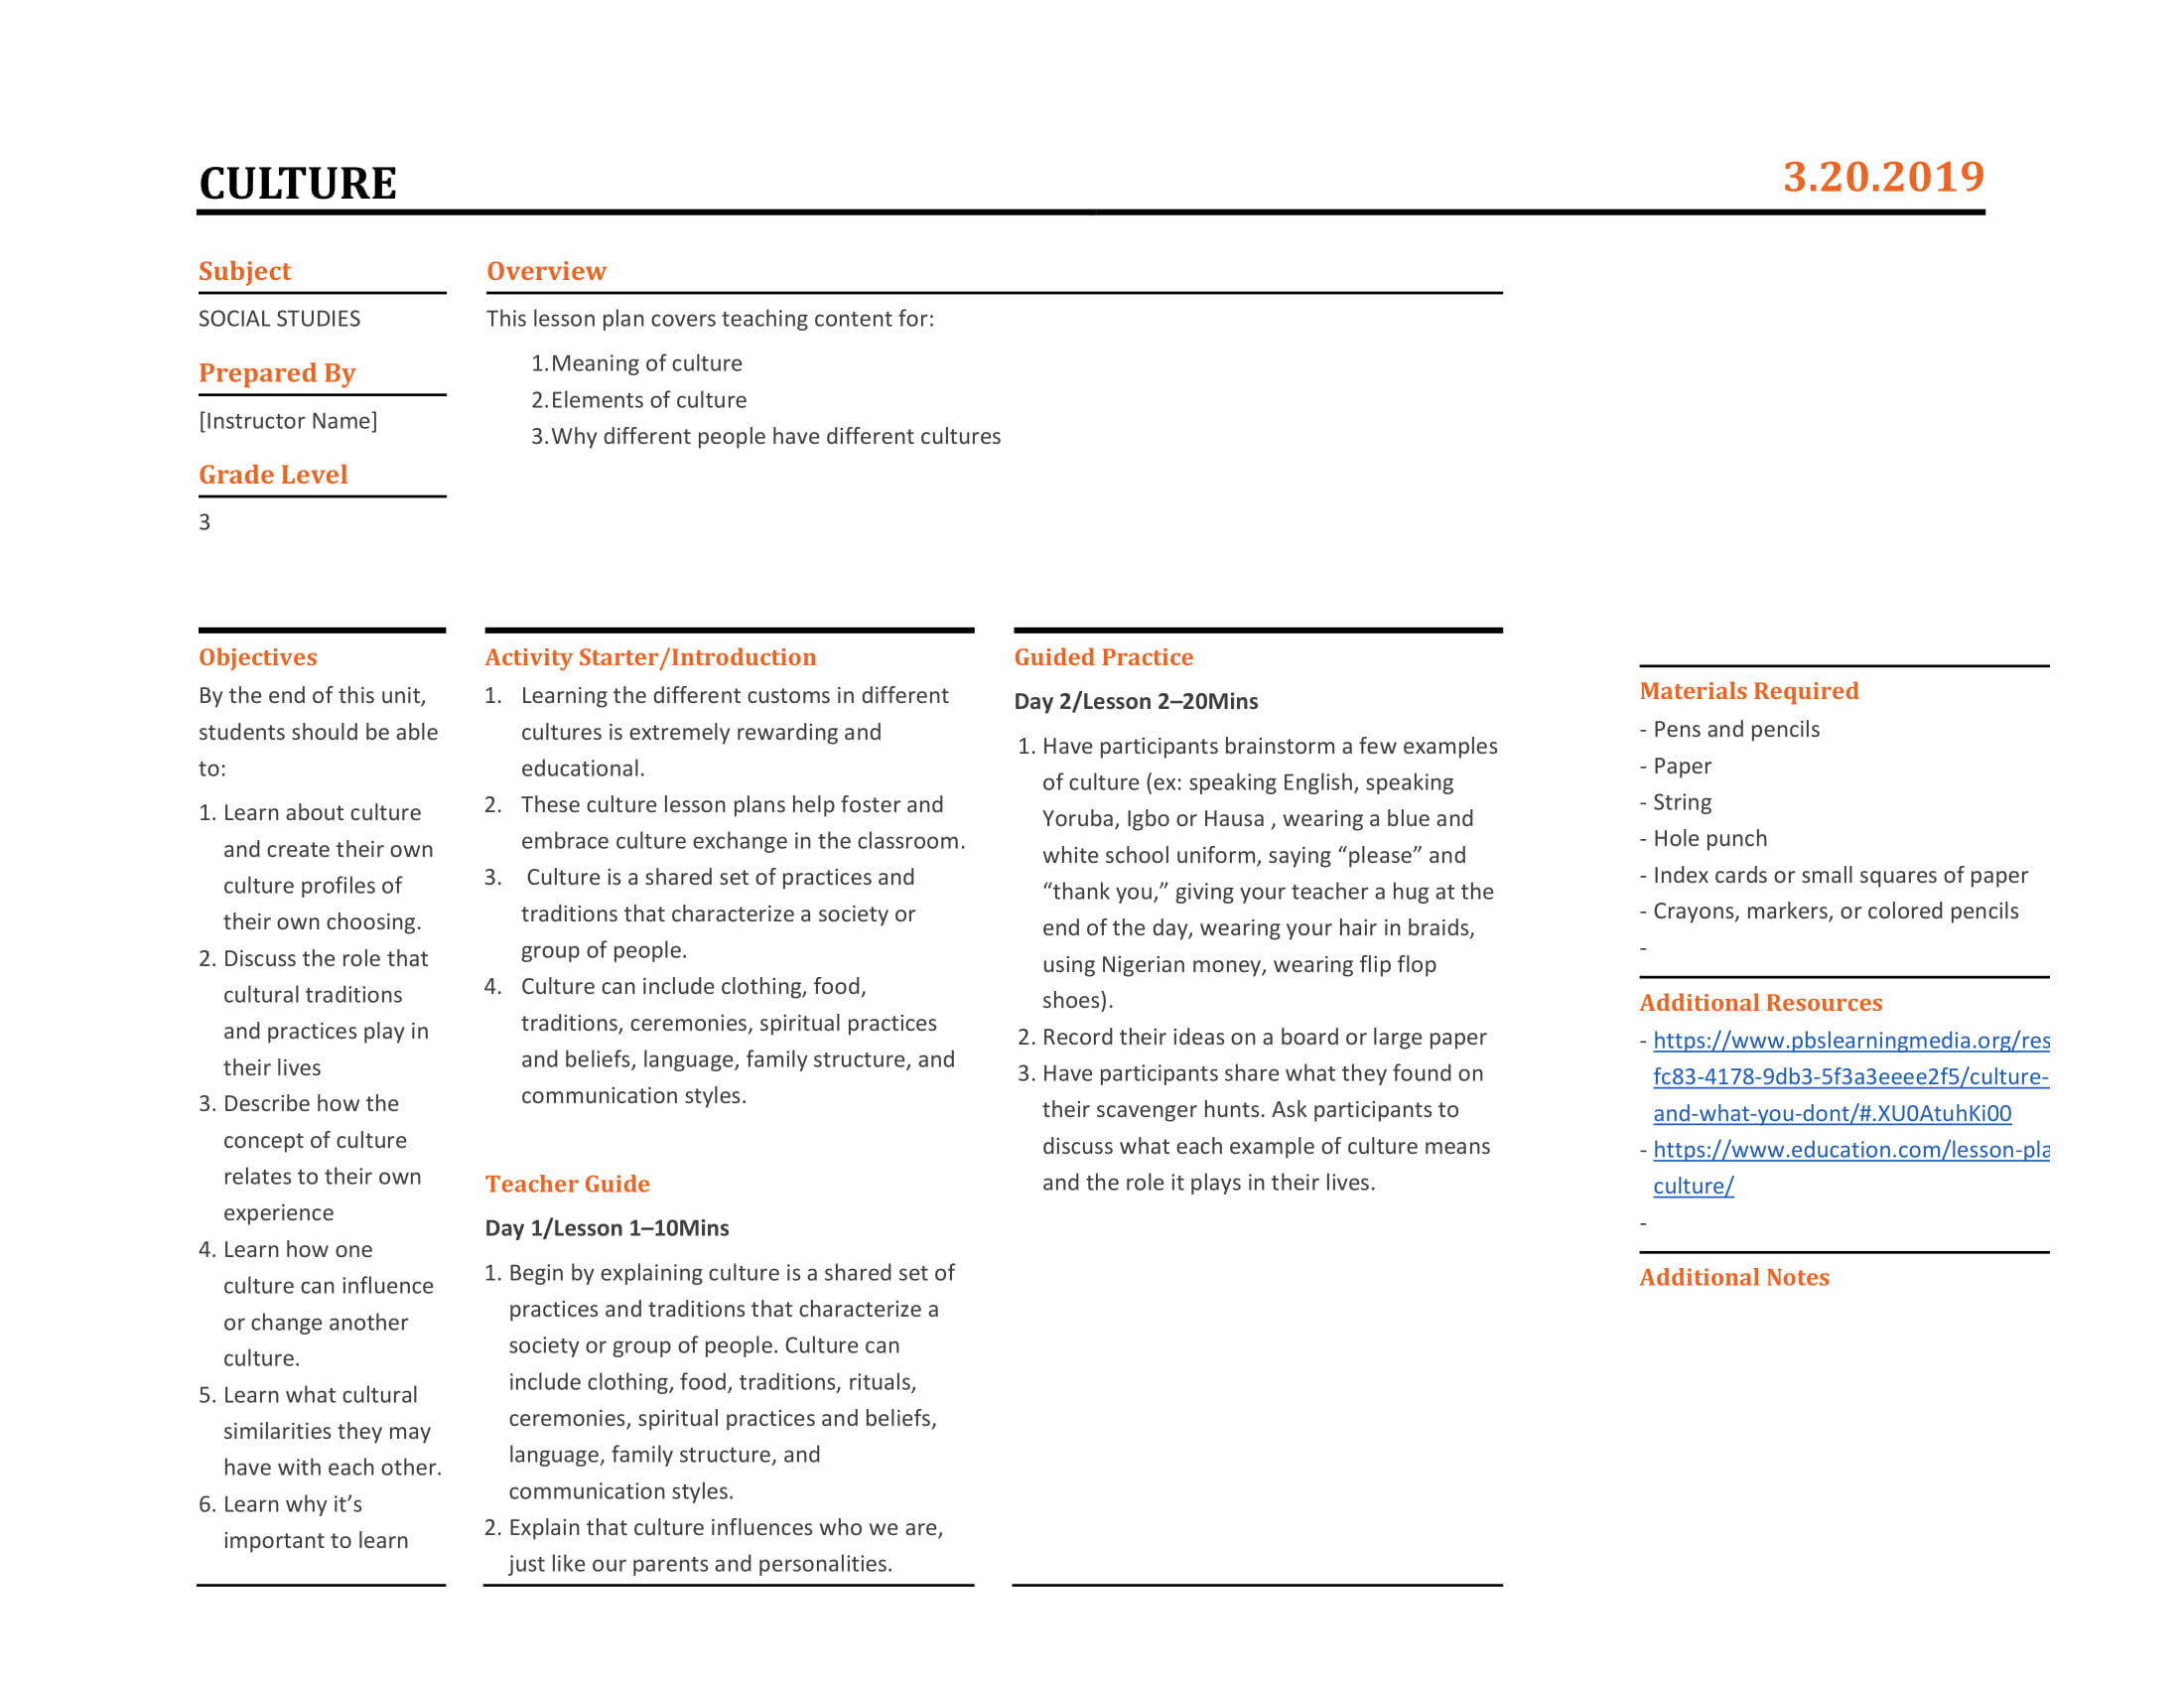 CULTURE
3.20.2019
Subject
SOCIAL STUDIES
Prepared By
[Instructor Name]
Grade Level
3
Overview
This lesson plan covers teaching content for:
1.Meaning of culture
2.Elements of culture
3.Why different people have different cultures
Objectives
By the end of this unit,
students should be able
to:
1. Learn about culture
and create their own
culture profiles of
their own choosing.
2. Discuss the role that
cultural traditions
and practices play in
their lives
3. Describe how the
concept of culture
relates to their own
experience
4. Learn how one
culture can influence
or change another
culture.
5. Learn what cultural
similarities they may
have with each other.
6. Learn why it’s
important to learn
Activity Starter/Introduction
1. Learning the different customs in different
cultures is extremely rewarding and
educational.
2. These culture lesson plans help foster and
embrace culture exchange in the classroom.
3. Culture is a shared set of practices and
traditions that characterize a society or
group of people.
4. Culture can include clothing, food,
traditions, ceremonies, spiritual practices
and beliefs, language, family structure, and
communication styles.
Teacher Guide
Day 1/Lesson 1–10Mins
1. Begin by explaining culture is a shared set of
practices and traditions that characterize a
society or group of people. Culture can
include clothing, food, traditions, rituals,
ceremonies, spiritual practices and beliefs,
language, family structure, and
communication styles.
2. Explain that culture influences who we are,
just like our parents and personalities.
Guided Practice
Day 2/Lesson 2–20Mins
1. Have participants brainstorm a few examples
of culture (ex: speaking English, speaking
Yoruba, Igbo or Hausa , wearing a blue and
white school uniform, saying “please” and
“thank you,” giving your teacher a hug at the
end of the day, wearing your hair in braids,
using Nigerian money, wearing flip flop
shoes).
2. Record their ideas on a board or large paper
3. Have participants share what they found on
their scavenger hunts. Ask participants to
discuss what each example of culture means
and the role it plays in their lives.
Materials Required
- Pens and pencils
- Paper
- String
- Hole punch
- Index cards or small squares of paper
- Crayons, markers, or colored pencils
-
Additional Resources
- https://www.pbslearningmedia.org/res
fc83-4178-9db3-5f3a3eeee2f5/culture-
and-what-you-dont/#.XU0AtuhKi00
- https://www.education.com/lesson-pla
culture/
-
Additional Notes